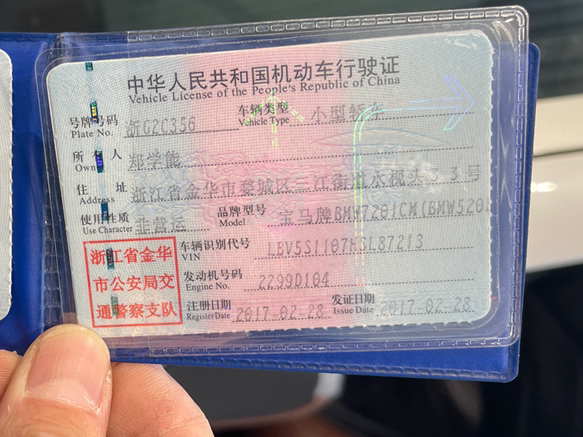 中华人民共和国机动车行驶证
Vehicle License of the People's Republic of China
号牌号码 Plate No. 浙G2C356 车辆类型 Vehicle Type 小型轿车
所有人 Owner 郑学能
住址 Address 浙江省金华市婺城区三江街道水枧头33号
使用性质 Use Character 非营运 品牌型号 Model 宝马牌BMW7201CM(BMW520
浙江省金华
市公安局交
通警察支队
车辆识别代号 VIN LBV5S1107HSL87213
发动机号码 Engine No. 2299D104
注册日期 Register Date 2017-02-28 发证日期 Issue Date 2017-02-28